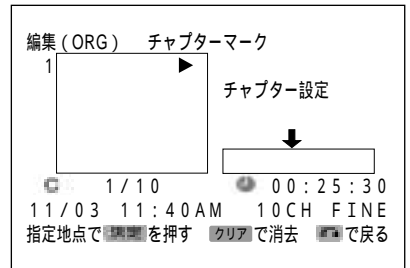 編集(ORG) チャプターマーク
1
チャプター設定
1/10 00:25:30
11/03 11:40AM 10CH FINE
指定地点で を押す クリア で消去 で戻る